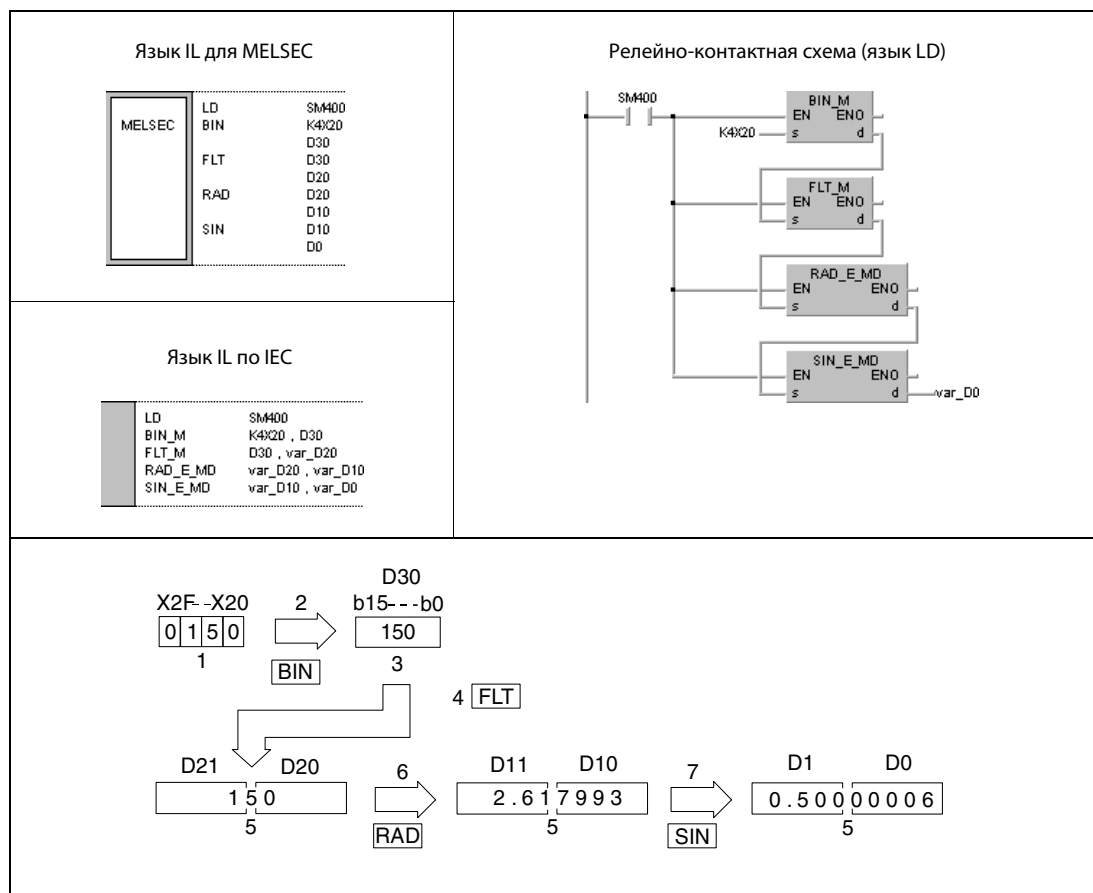 Язык IL для MELSEC
MELSEC
LD SM400
BIN K4X20
D30
FLT D30
D20
RAD D20
D10
SIN D10
D0
Язык IL по IEC
LD SM400
BIN_M K4X20 , D30
FLT_M D30 , var_D20
RAD_E_MD var_D20 , var_D10
SIN_E_MD var_D10 , var_D0
Релейно-контактная схема (язык LD)
SM400
BIN_M
EN ENO
K4X20 s d
FLT_M
EN ENO
s d
RAD_E_MD
EN ENO
s d
SIN_E_MD
EN ENO
s d var_D0
D30
X2F- -X20 2 b15- - -b0
0 1 5 0 150
1 BIN 3
4 FLT
D21 D20 6 D11 D10 7 D1 D0
150 2.617993 0.50000006
5 RAD 5 SIN 5